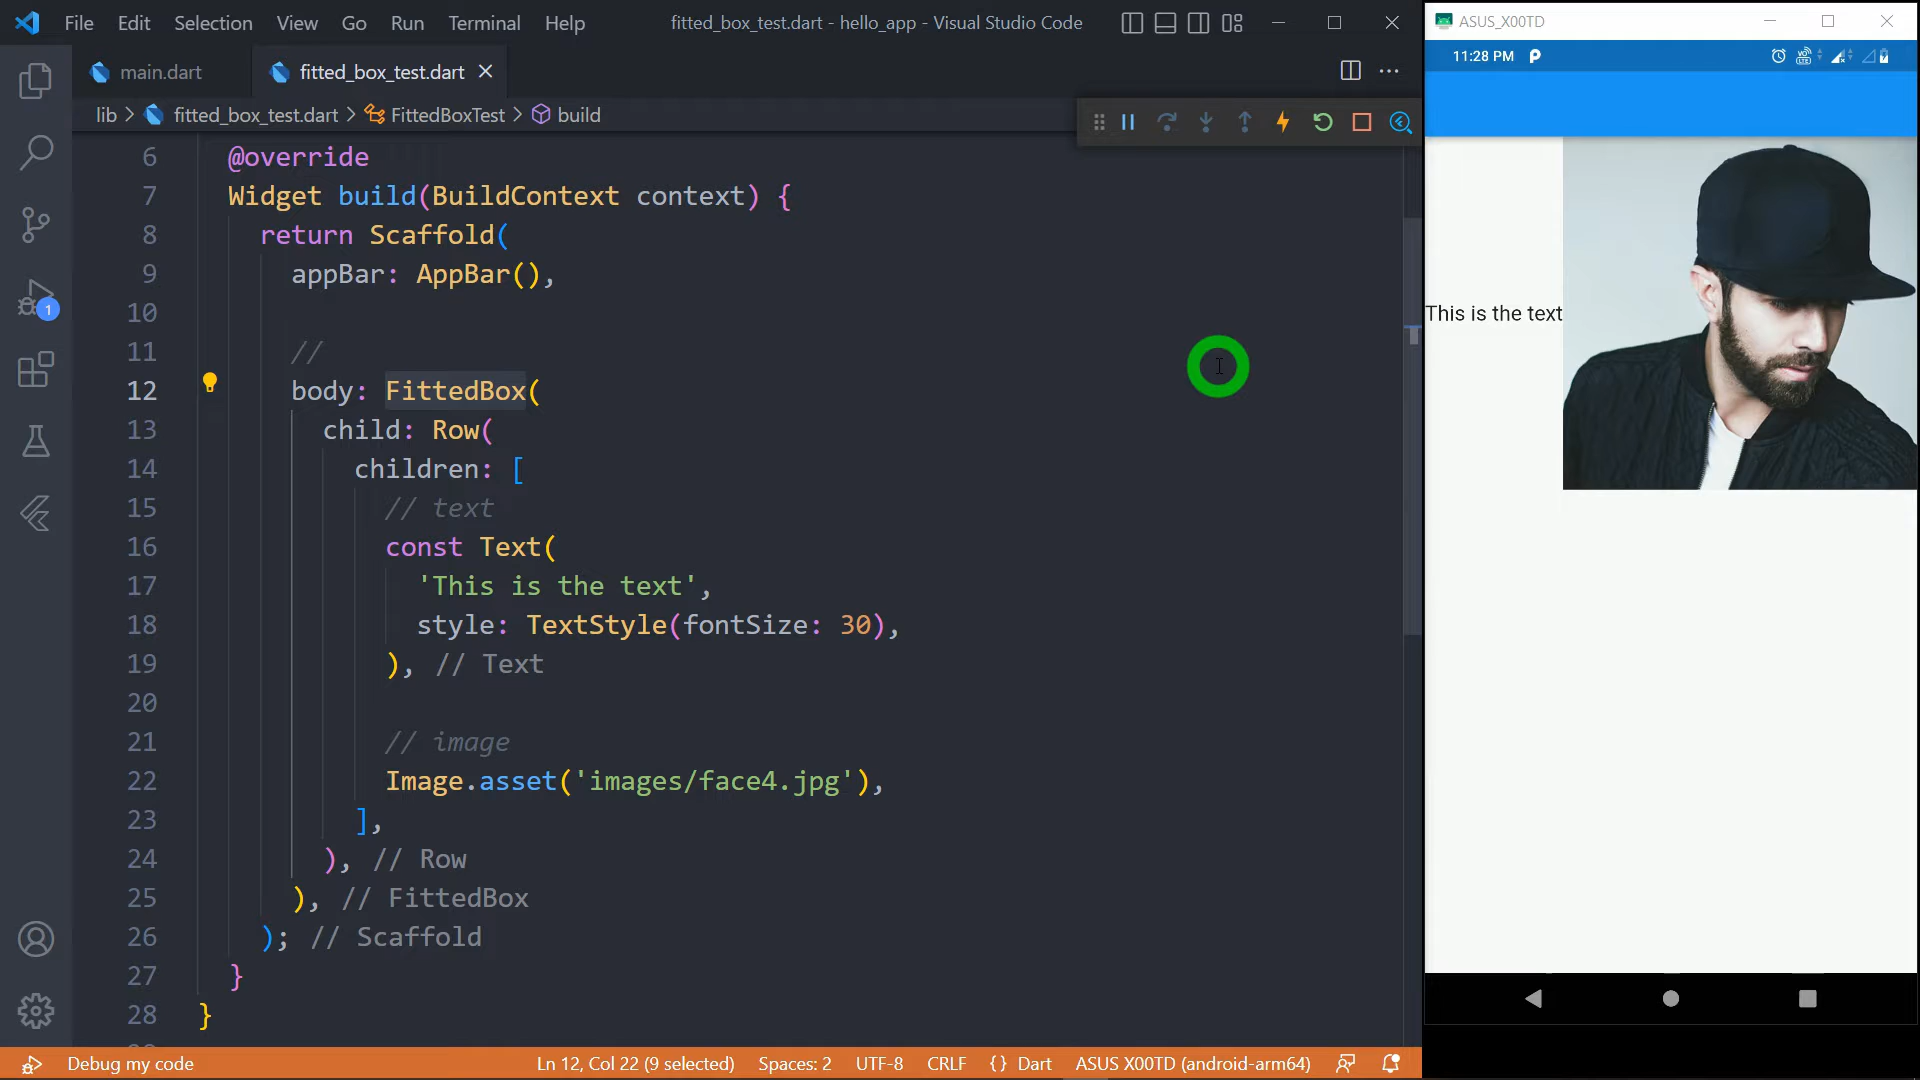 File Edit Selection View Go Run Terminal Help
fitted_box_test.dart - hello_app - Visual Studio Code
main.dart
fitted_box_test.dart
lib > fitted_box_test.dart > FittedBoxTest > build
1
6 @override
7 Widget build(BuildContext context) {
8 return Scaffold(
9 appBar: AppBar(),
10
11 //
12 body: FittedBox(
13 child: Row(
14 children: [
15 // text
16 const Text(
17 'This is the text',
18 style: TextStyle(fontSize: 30),
19 ), // Text
20
21 // image
22 Image.asset('images/face4.jpg'),
23 ],
24 ), // Row
25 ), // FittedBox
26 ); // Scaffold
27 }
28 }
Debug my code
Ln 12, Col 22 (9 selected) Spaces: 2 UTF-8 CRLF {} Dart ASUS X00TD (android-arm64)
ASUS_X00TD
11:28 PM
This is the text